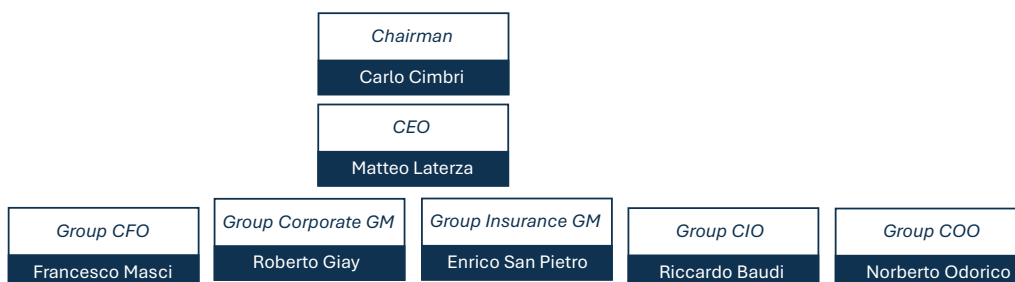 Chairman
Carlo Cimbri
CEO
Matteo Laterza
Group CFO
Francesco Masci
Group Corporate GM
Roberto Giay
Group Insurance GM
Enrico San Pietro
Group CIO
Riccardo Baudi
Group COO
Norberto Odorico